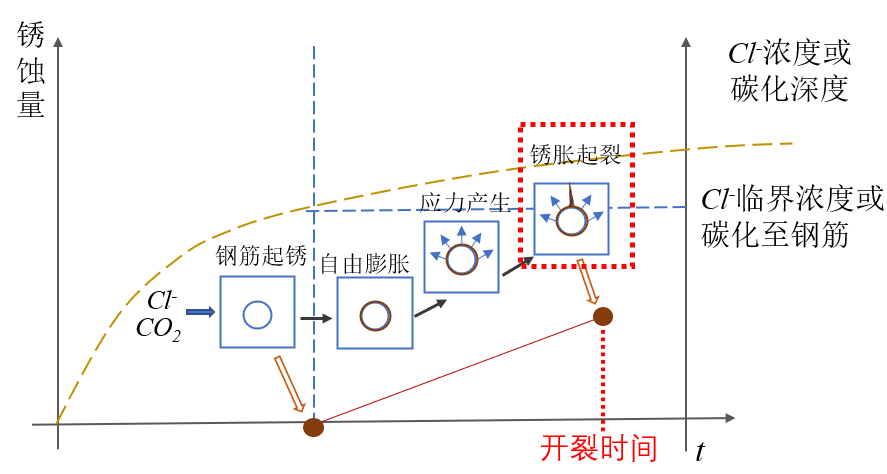 锈
蚀
量
Cl-浓度或
碳化深度
锈胀起裂
应力产生
Cl-临界浓度或
碳化至钢筋
钢筋起锈
自由膨胀
Cl-
CO2
开裂时间
t